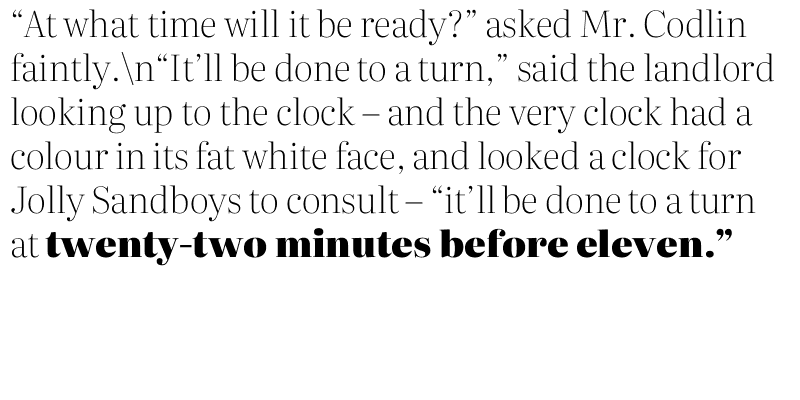 “At what time will it be ready?” asked Mr. Codlin
faintly.\n“It’ll be done to a turn,” said the landlord
looking up to the clock – and the very clock had a
colour in its fat white face, and looked a clock for
Jolly Sandboys to consult – “it’ll be done to a turn
at twenty-two minutes before eleven.”